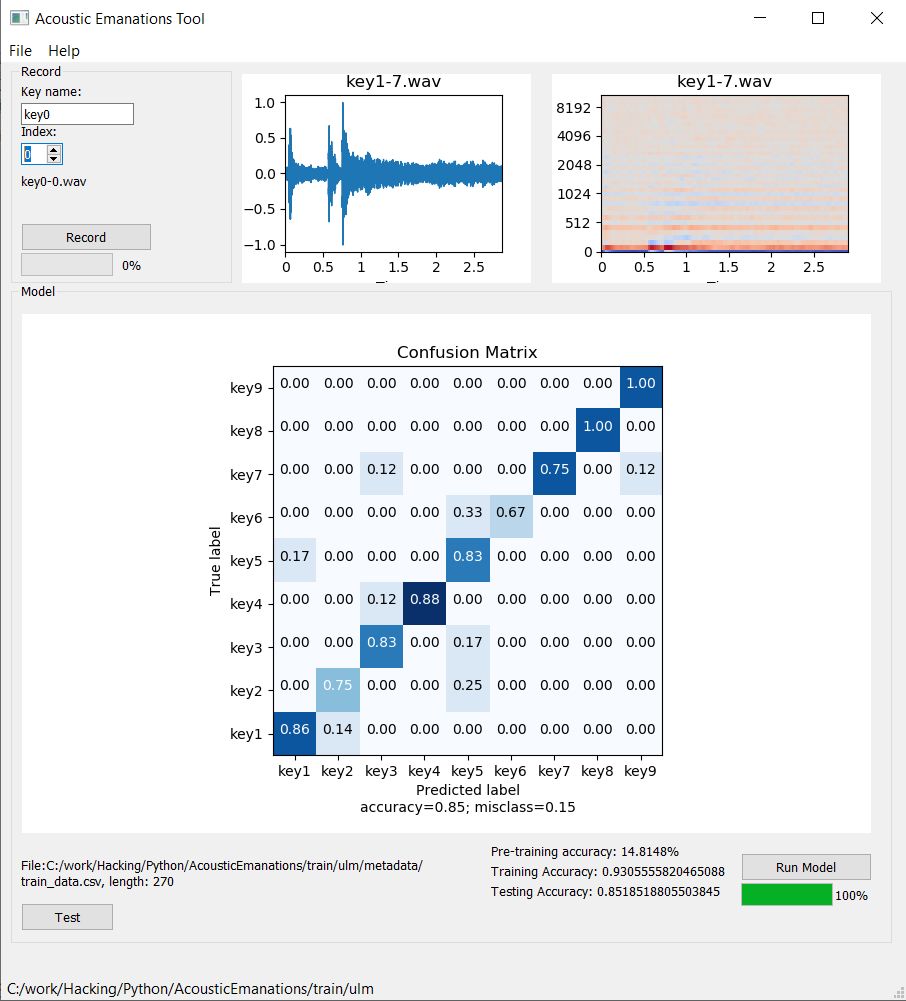 Acoustic Emanations Tool
File Help
Record
Key name:
key0
Index:
0
key0-0.wav
Record
0%
key1-7.wav
1.0
0.5
0.0
−0.5
−1.0
0 0.5 1 1.5 2 2.5
key1-7.wav
8192
4096
2048
1024
512
0
0 0.5 1 1.5 2 2.5
Model
Confusion Matrix
True label
key9 0.00 0.00 0.00 0.00 0.00 0.00 0.00 0.00 1.00
key8 0.00 0.00 0.00 0.00 0.00 0.00 0.00 1.00 0.00
key7 0.00 0.00 0.12 0.00 0.00 0.00 0.75 0.00 0.12
key6 0.00 0.00 0.00 0.00 0.33 0.67 0.00 0.00 0.00
key5 0.17 0.00 0.00 0.00 0.83 0.00 0.00 0.00 0.00
key4 0.00 0.00 0.12 0.88 0.00 0.00 0.00 0.00 0.00
key3 0.00 0.00 0.83 0.00 0.17 0.00 0.00 0.00 0.00
key2 0.00 0.75 0.00 0.00 0.25 0.00 0.00 0.00 0.00
key1 0.86 0.14 0.00 0.00 0.00 0.00 0.00 0.00 0.00
key1 key2 key3 key4 key5 key6 key7 key8 key9
Predicted label
accuracy=0.85; misclass=0.15
File:C:/work/Hacking/Python/AcousticEmanations/train/ulm/metadata/
train_data.csv, length: 270
Test
Pre-training accuracy: 14.8148%
Training Accuracy: 0.9305555820465088
Testing Accuracy: 0.8518518805503845
Run Model
100%
C:/work/Hacking/Python/AcousticEmanations/train/ulm